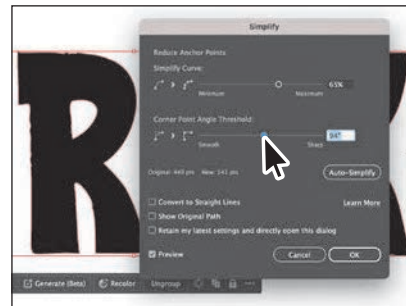 Simplify
Reduce Anchor Points
Simplify Curve:
65%
Minimum Maximum
Corner Point Angle Threshold:
94°
Smooth Sharp
Original: 440 pts New: 141 pts
Auto-Simplify
Convert to Straight Lines
Learn More
Show Original Path
Retain my latest settings and directly open this dialog
Preview
Cancel
OK
Generate (Beta) Recolor Ungroup